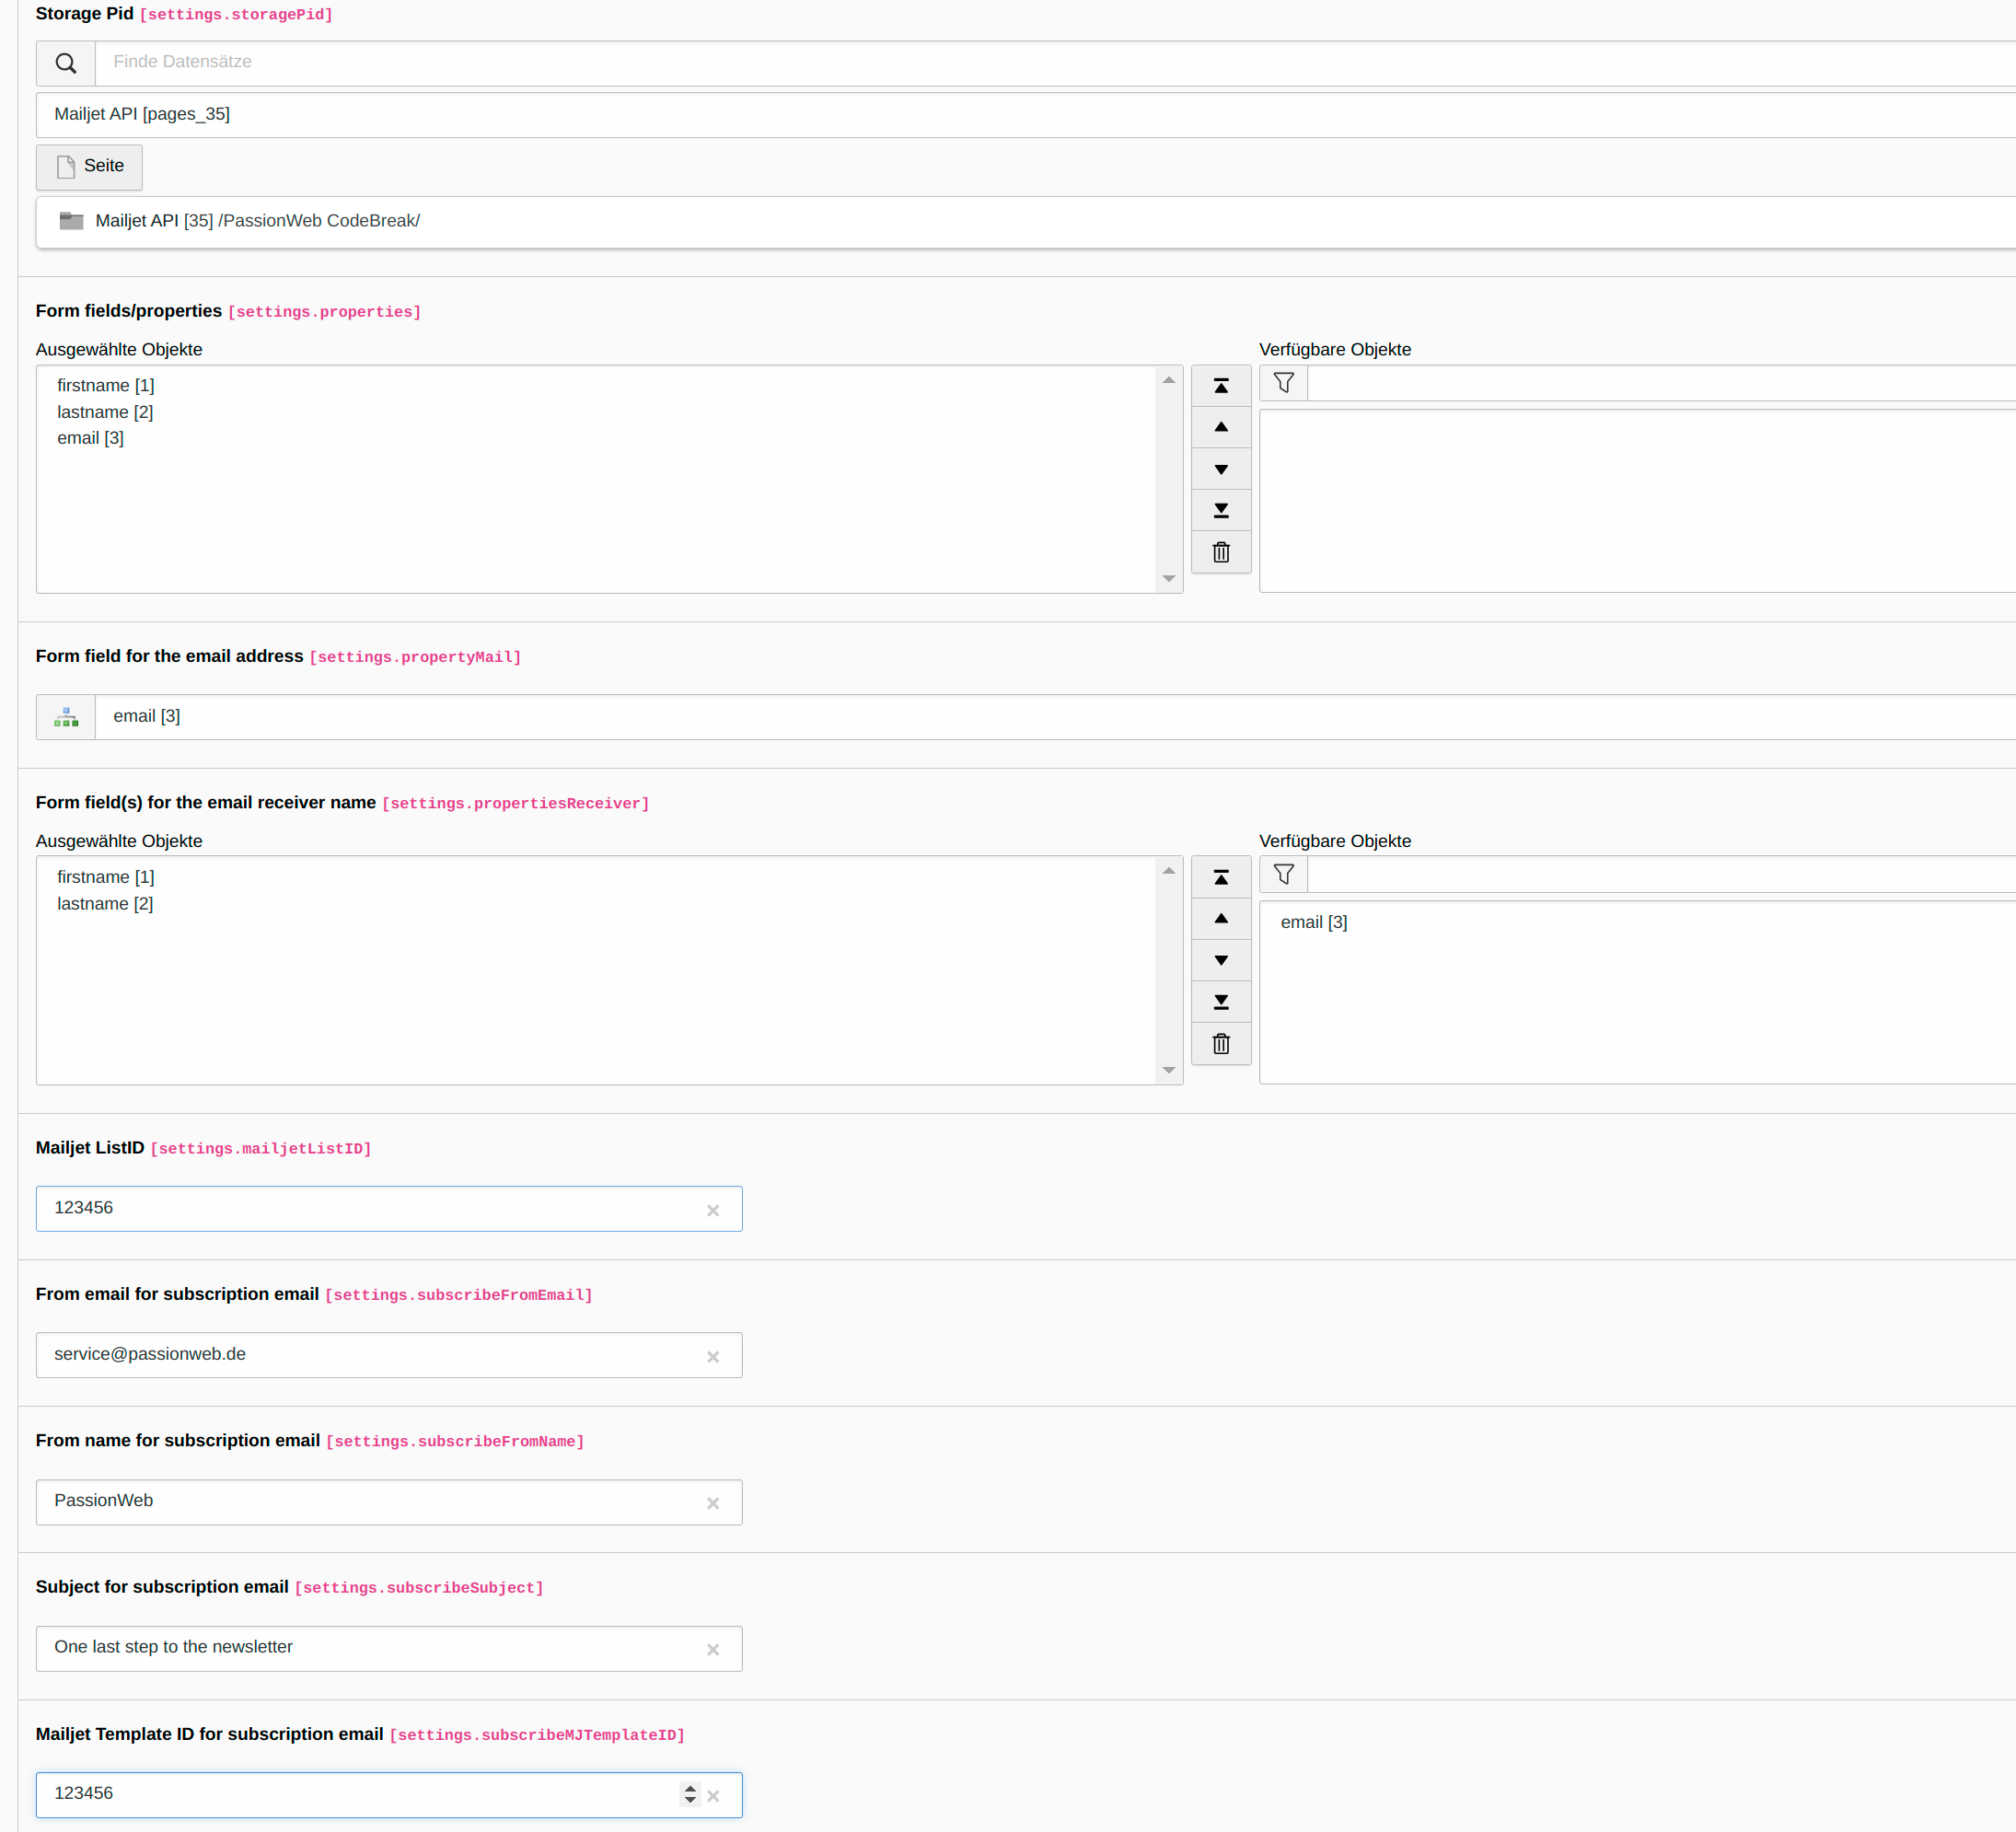 Storage Pid [settings.storagePid]
Finde Datensätze
Mailjet API [pages_35]
Seite
Mailjet API [35] /PassionWeb CodeBreak/
Form fields/properties [settings.properties]
Ausgewählte Objekte
Verfügbare Objekte
firstname [1]
lastname [2]
email [3]
Form field for the email address [settings.propertyMail]
email [3]
Form field(s) for the email receiver name [settings.propertiesReceiver]
Ausgewählte Objekte
Verfügbare Objekte
firstname [1]
lastname [2]
email [3]
Mailjet ListID [settings.mailjetListID]
123456
From email for subscription email [settings.subscribeFromEmail]
service@passionweb.de
From name for subscription email [settings.subscribeFromName]
PassionWeb
Subject for subscription email [settings.subscribeSubject]
One last step to the newsletter
Mailjet Template ID for subscription email [settings.subscribeMJTemplateID]
123456